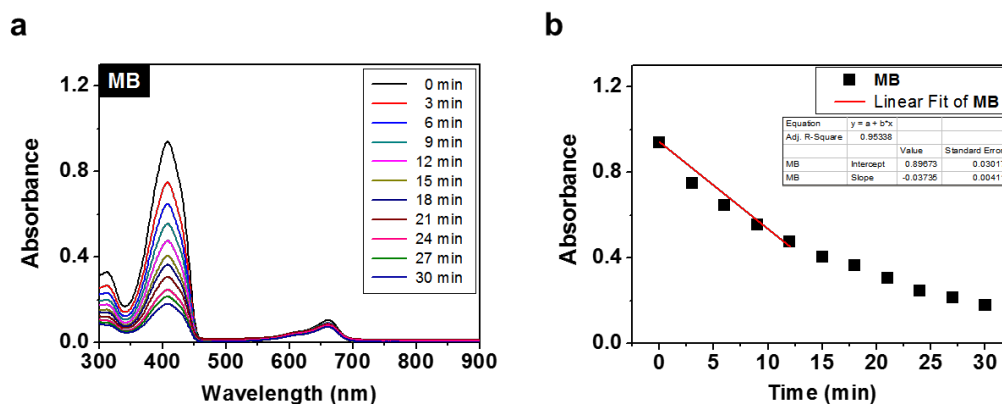 a
MB
0 min
3 min
6 min
9 min
12 min
15 min
18 min
21 min
24 min
27 min
30 min
1.2
0.8
0.4
0.0
300 400 500 600 700 800 900
Absorbance
Wavelength (nm)
b
MB
Linear Fit of MB
Equation y = a + b*x
Adj. R-Square 0.95338
Value Standard Error
MB Intercept 0.89673 0.03017
MB Slope -0.03736 0.00411
1.2
0.8
0.4
0.0
0 5 10 15 20 25 30
Absorbance
Time (min)